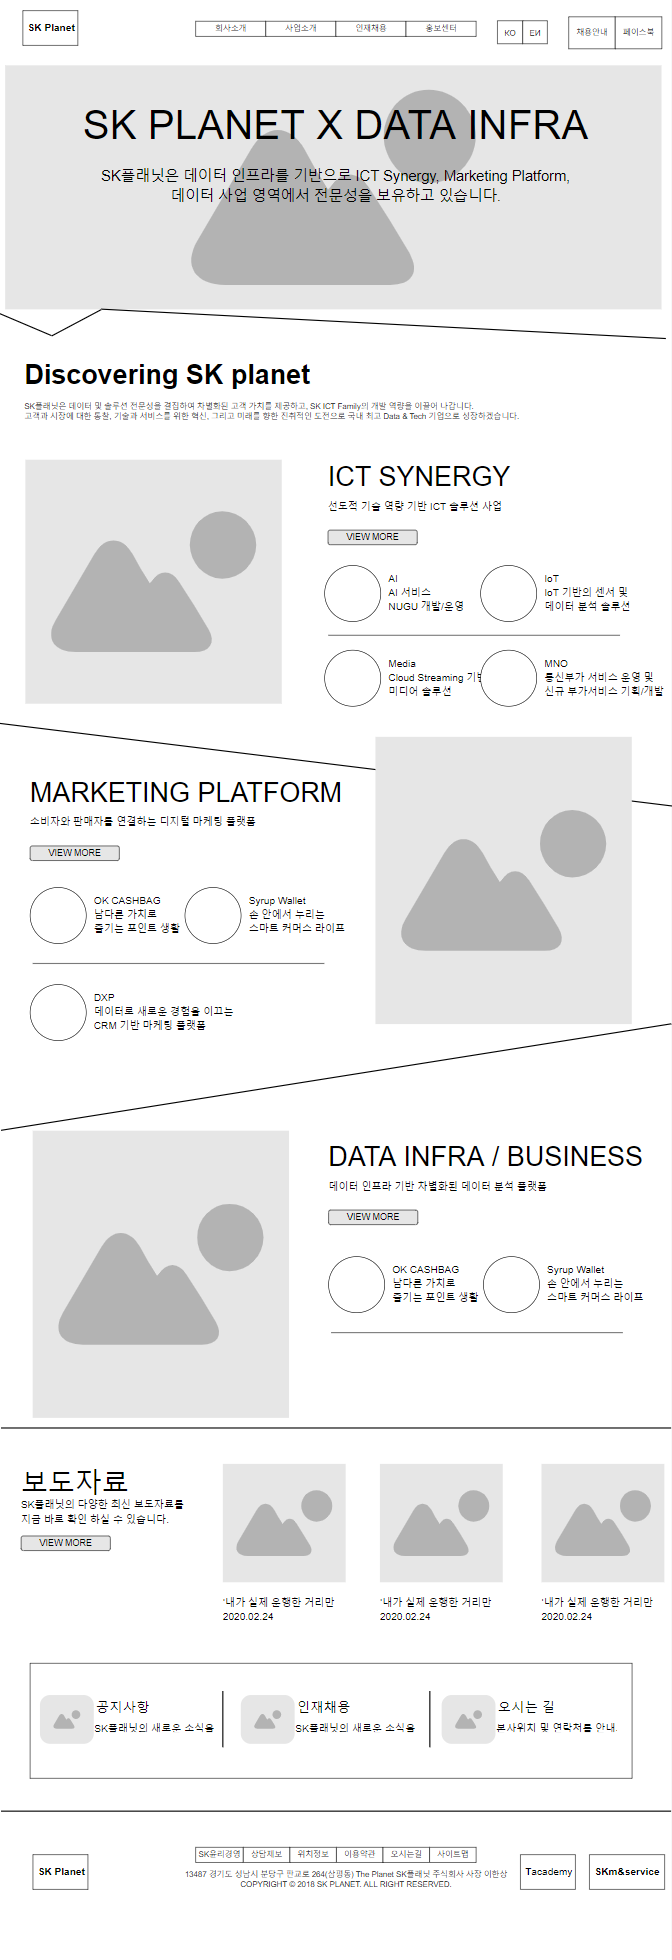 SK Planet
회사소개 사업소개 인재채용 홍보센터
KO EN
채용안내 페이스북
SK PLANET X DATA INFRA
SK플래닛은 데이터 인프라를 기반으로 ICT Synergy, Marketing Platform,
데이터 사업 영역에서 전문성을 보유하고 있습니다.
Discovering SK planet
SK플래닛은 데이터 및 솔루션 전문성을 결집하여 차별화된 고객 가치를 제공하고, SK ICT Family의 개발 역량을 이끌어 나갑니다.
고객과 시장에 대한 통찰, 기술과 서비스를 위한 혁신, 그리고 미래를 향한 진취적인 도전으로 국내 최고 Data & Tech 기업으로 성장하겠습니다.
ICT SYNERGY
선도적 기술 역량 기반 ICT 솔루션 사업
VIEW MORE
AI
AI 서비스
NUGU 개발/운영
IoT
IoT 기반의 센서 및
데이터 분석 솔루션
Media
Cloud Streaming 기반
미디어 솔루션
MNO
통신부가 서비스 운영 및
신규 부가서비스 기획/개발
MARKETING PLATFORM
소비자와 판매자를 연결하는 디지털 마케팅 플랫폼
VIEW MORE
OK CASHBAG
남다른 가치로
즐기는 포인트 생활
Syrup Wallet
손 안에서 누리는
스마트 커머스 라이프
DXP
데이터로 새로운 경험을 이끄는
CRM 기반 마케팅 플랫폼
DATA INFRA / BUSINESS
데이터 인프라 기반 차별화된 데이터 분석 플랫폼
VIEW MORE
OK CASHBAG
남다른 가치로
즐기는 포인트 생활
Syrup Wallet
손 안에서 누리는
스마트 커머스 라이프
보도자료
SK플래닛의 다양한 최신 보도자료를
지금 바로 확인 하실 수 있습니다.
VIEW MORE
'내가 실제 운행한 거리만
2020.02.24
'내가 실제 운행한 거리만
2020.02.24
'내가 실제 운행한 거리만
2020.02.24
공지사항
SK플래닛의 새로운 소식을
인재채용
SK플래닛의 새로운 소식을
오시는 길
본사위치 및 연락처를 안내.
SK Planet
SK윤리경영 상담제보 위치정보 이용약관 오시는길 사이트맵
13487 경기도 성남시 분당구 판교로 264(삼평동) The Planet SK플래닛 주식회사 사장 이한상
COPYRIGHT © 2018 SK PLANET. ALL RIGHT RESERVED.
Tacademy
SKm&service